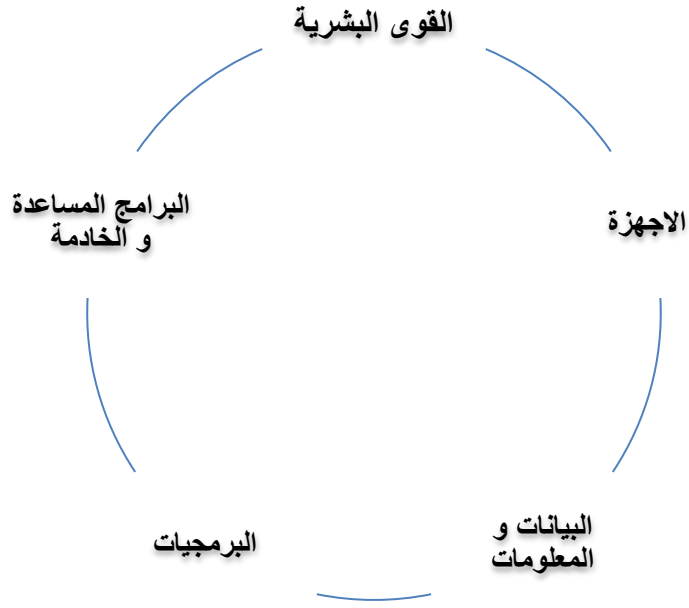 القوى البشرية
الاجهزة
البيانات و
المعلومات
البرمجيات
البرامج المساعدة
و الخادمة